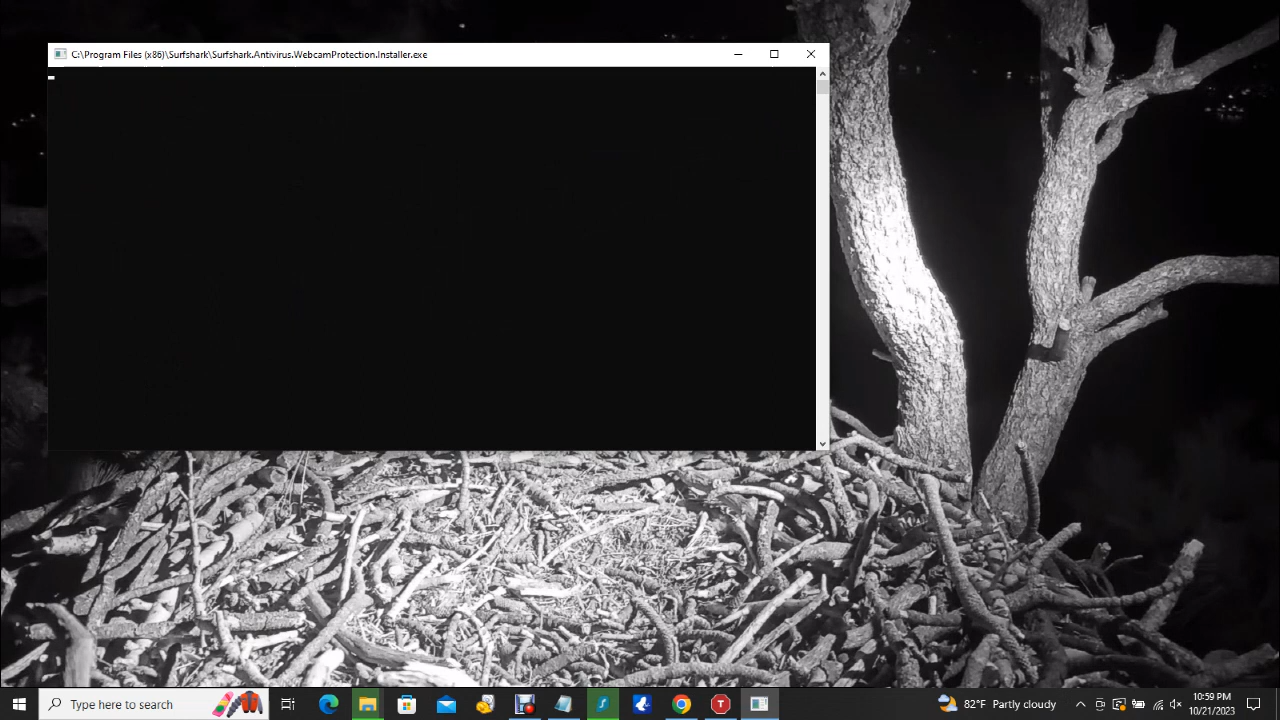 C:\Program Files (x86)\Surfshark\Surfshark.Antivirus.WebcamProtection.Installer.exe
Type here to search
T
82°F Partly cloudy
10:59 PM
10/21/2023